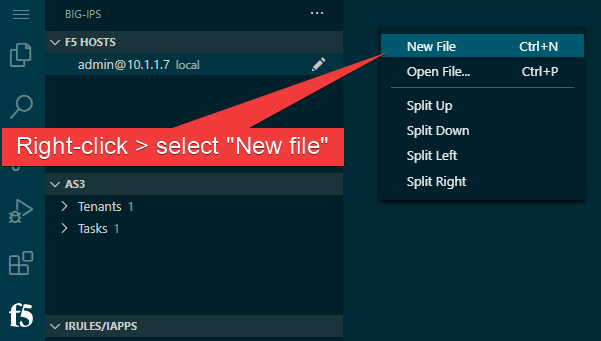 BIG-IPS ...
F5 HOSTS
admin@10.1.1.7 local
New File Ctrl+N
Open File... Ctrl+P
Split Up
Split Down
Split Left
Split Right
Right-click > select "New file"
AS3
Tenants 1
Tasks 1
f5
IRULES/IAPPS